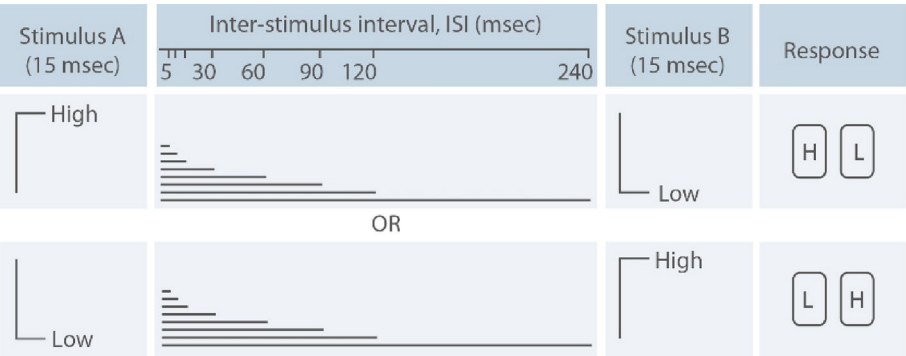 Stimulus A
(15 msec)
Inter-stimulus interval, ISI (msec)
5 30 60 90 120 240
Stimulus B
(15 msec)
Response
High
Low
H L
OR
Low
High
L H